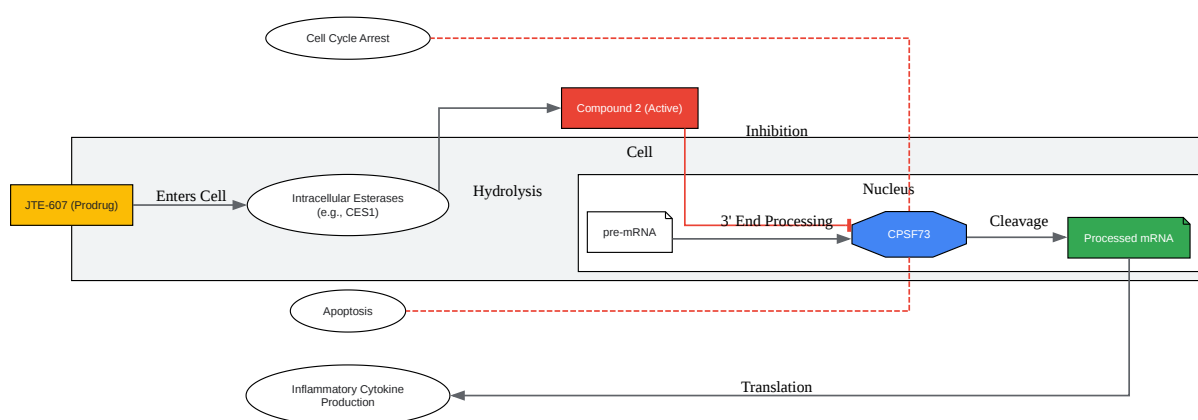 Cell Cycle Arrest
Compound 2 (Active)
Inhibition
Cell
Hydrolysis
Nucleus
JTE-607 (Prodrug)
Enters Cell
Intracellular Esterases
(e.g., CES1)
pre-mRNA
3' End Processing
CPSF73
Cleavage
Processed mRNA
Apoptosis
Inflammatory Cytokine
Production
Translation